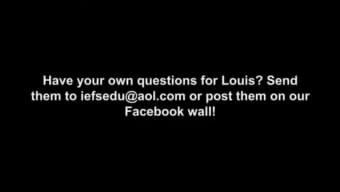 Have your own questions for Louis? Send
them to iefsedu@aol.com or post them on our
Facebook wall!